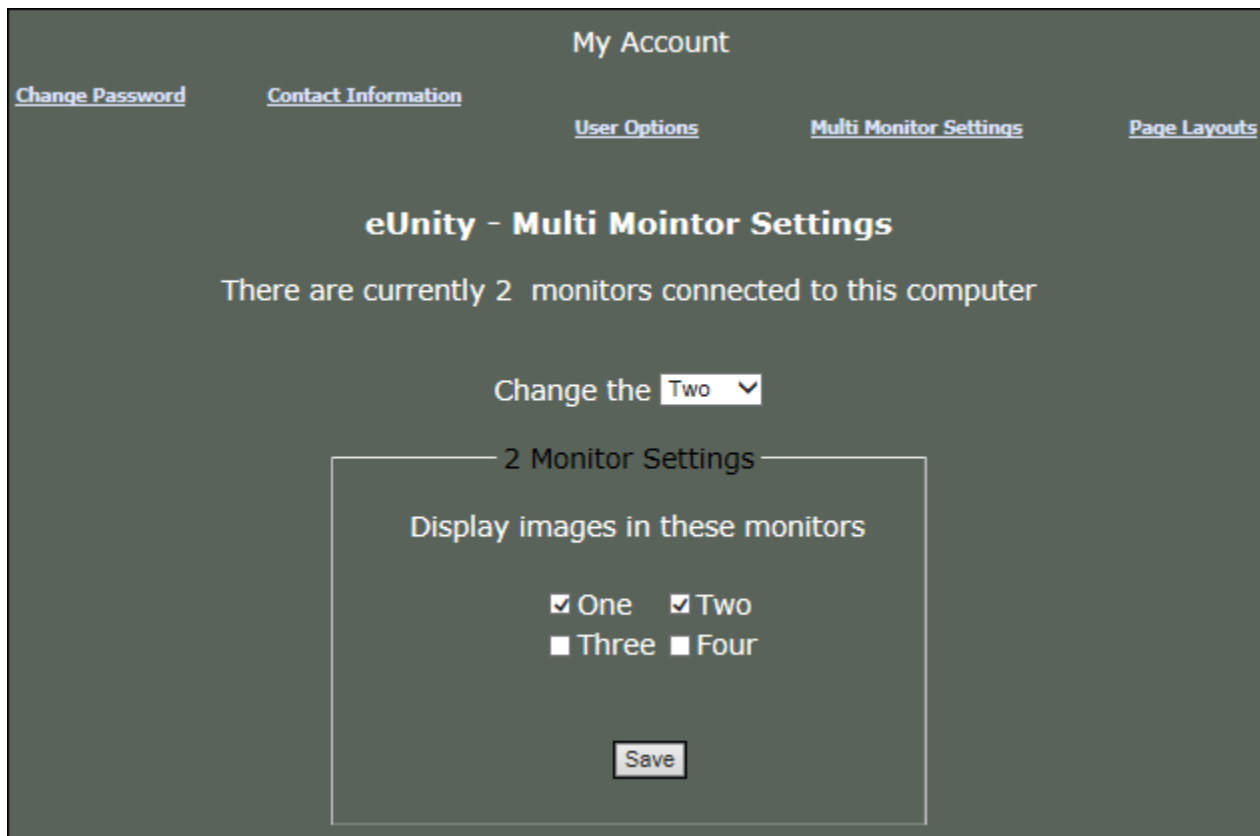 My Account
Change Password Contact Information
User Options Multi Monitor Settings Page Layouts
eUnity - Multi Mointor Settings
There are currently 2 monitors connected to this computer
Change the Two
2 Monitor Settings
Display images in these monitors
One Two
Three Four
Save